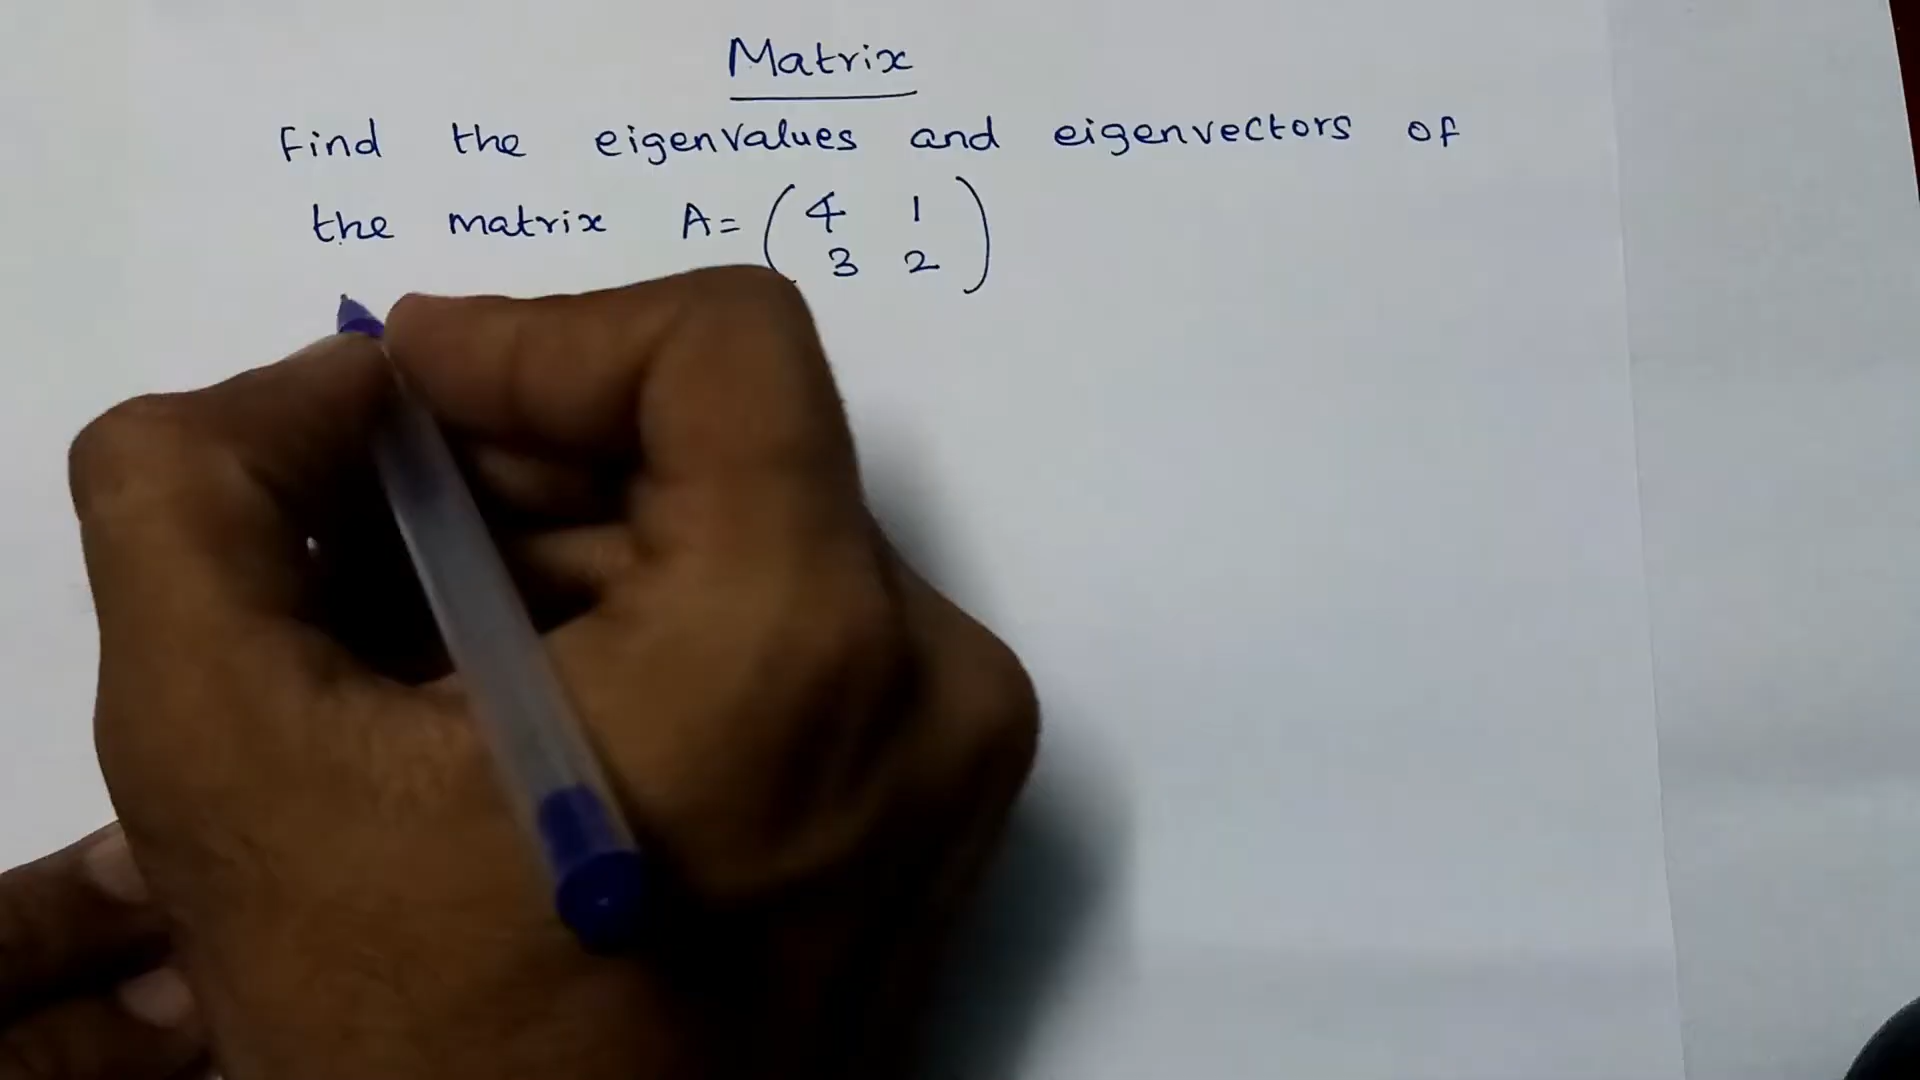 Matrix
Find the eigenvalues and eigenvectors of
the matrix A = ( 4 1
3 2 )